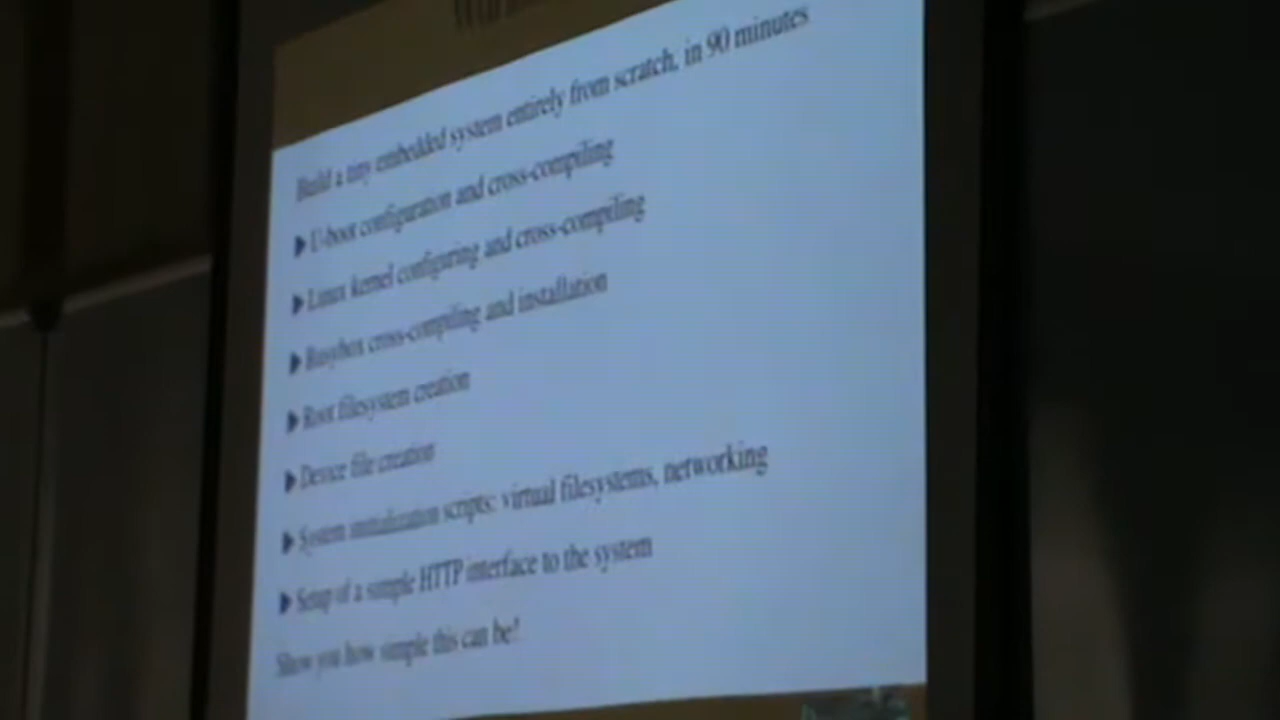 Build a tiny embedded system entirely from scratch, in 90 minutes
U-boot configuration and cross-compiling
Linux kernel configuring and cross-compiling
Busybox cross-compiling and installation
Root filesystem creation
Device file creation
System initialization scripts: virtual filesystems, networking
Setup of a simple HTTP interface to the system
Show you how simple this can be!